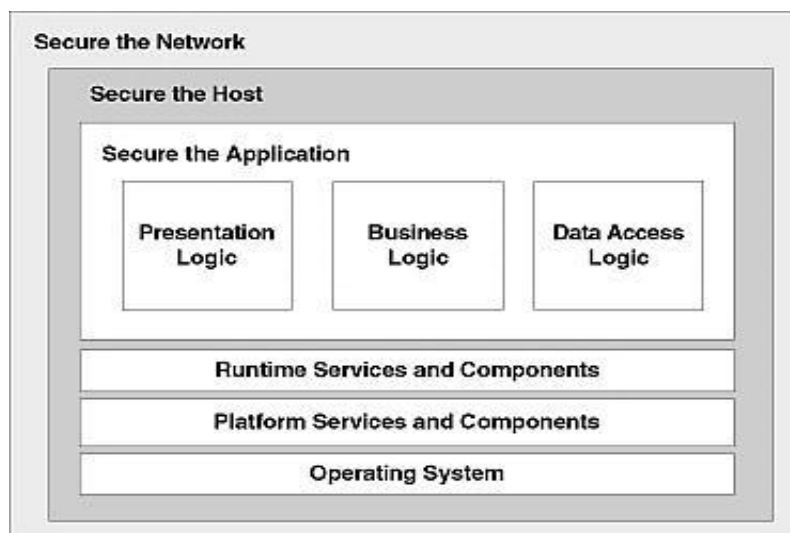 Secure the Network
Secure the Host
Secure the Application
Presentation
Logic
Business
Logic
Data Access
Logic
Runtime Services and Components
Platform Services and Components
Operating System